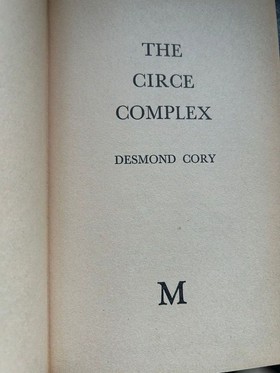 THE
CIRCE
COMPLEX
DESMOND CORY
M